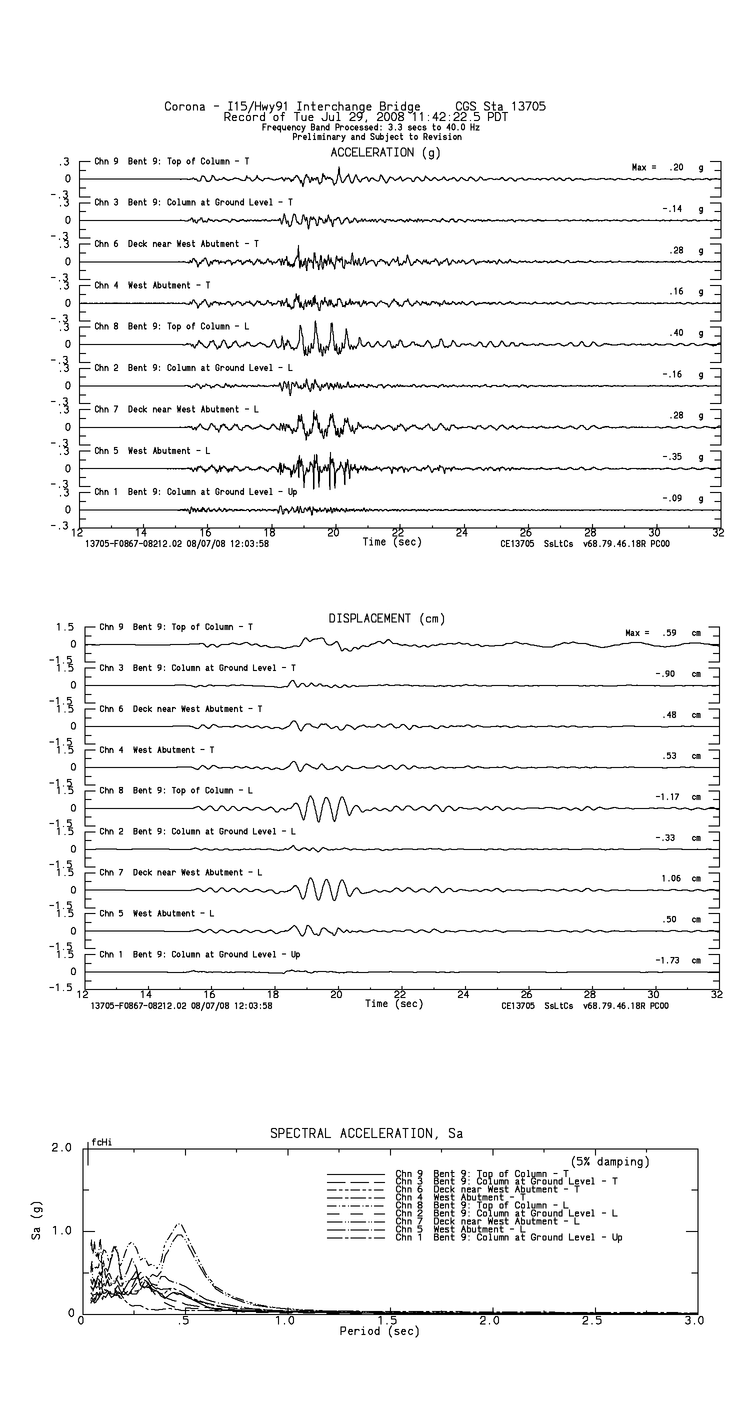 Corona - I15/Hwy91 Interchange Bridge CGS Sta 13705
Record of Tue Jul 29, 2008 11:42:22.5 PDT
Frequency Band Processed: 3.3 secs to 40.0 Hz
Preliminary and Subject to Revision
ACCELERATION (g)
.3 Chn 9 Bent 9: Top of Column - T Max = .20 g
0
-.3
.3 Chn 3 Bent 9: Column at Ground Level - T -.14 g
0
-.3
.3 Chn 6 Deck near West Abutment - T .28 g
0
-.3
.3 Chn 4 West Abutment - T .16 g
0
-.3
.3 Chn 8 Bent 9: Top of Column - L .40 g
0
-.3
.3 Chn 2 Bent 9: Column at Ground Level - L -.16 g
0
-.3
.3 Chn 7 Deck near West Abutment - L .28 g
0
-.3
.3 Chn 5 West Abutment - L -.35 g
0
-.3
.3 Chn 1 Bent 9: Column at Ground Level - Up -.09 g
0
-.3
12 14 16 18 20 22 24 26 28 30 32
Time (sec)
13705-F0867-08212.02 08/07/08 12:03:58 CE13705 SsLtCs v68.79.46.18R PC00
DISPLACEMENT (cm)
1.5 Chn 9 Bent 9: Top of Column - T Max = .59 cm
0
-1.5
1.5 Chn 3 Bent 9: Column at Ground Level - T -.90 cm
0
-1.5
1.5 Chn 6 Deck near West Abutment - T .48 cm
0
-1.5
1.5 Chn 4 West Abutment - T .53 cm
0
-1.5
1.5 Chn 8 Bent 9: Top of Column - L -1.17 cm
0
-1.5
1.5 Chn 2 Bent 9: Column at Ground Level - L -.33 cm
0
-1.5
1.5 Chn 7 Deck near West Abutment - L 1.06 cm
0
-1.5
1.5 Chn 5 West Abutment - L .50 cm
0
-1.5
1.5 Chn 1 Bent 9: Column at Ground Level - Up -1.73 cm
0
-1.5
12 14 16 18 20 22 24 26 28 30 32
Time (sec)
13705-F0867-08212.02 08/07/08 12:03:58 CE13705 SsLtCs v68.79.46.18R PC00
SPECTRAL ACCELERATION, Sa
2.0 fcHi
(5% damping)
Chn 9 Bent 9: Top of Column - T
Chn 3 Bent 9: Column at Ground Level - T
Chn 6 Deck near West Abutment - T
Chn 4 West Abutment - T
Chn 8 Bent 9: Top of Column - L
Chn 2 Bent 9: Column at Ground Level - L
Chn 7 Deck near West Abutment - L
Chn 5 West Abutment - L
Chn 1 Bent 9: Column at Ground Level - Up
Sa (g)
1.0
0
0 .5 1.0 1.5 2.0 2.5 3.0
Period (sec)